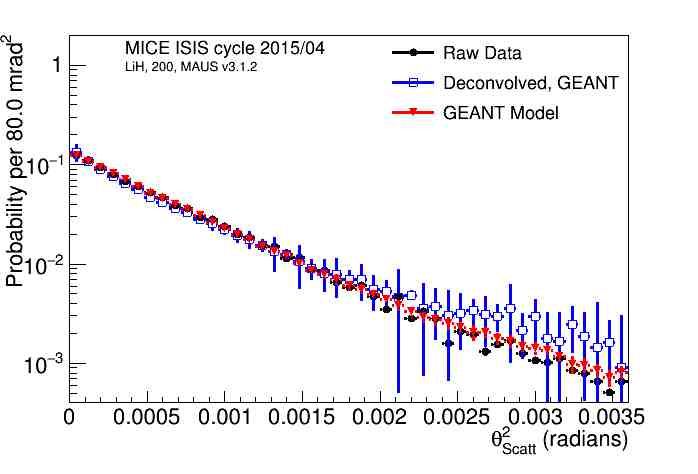 MICE ISIS cycle 2015/04
LiH, 200, MAUS v3.1.2
Raw Data
Deconvolved, GEANT
GEANT Model
Probability per 80.0 mrad²
1
10⁻¹
10⁻²
10⁻³
0 0.0005 0.001 0.0015 0.002 0.0025 0.003 0.0035
θ²Scatt (radians)